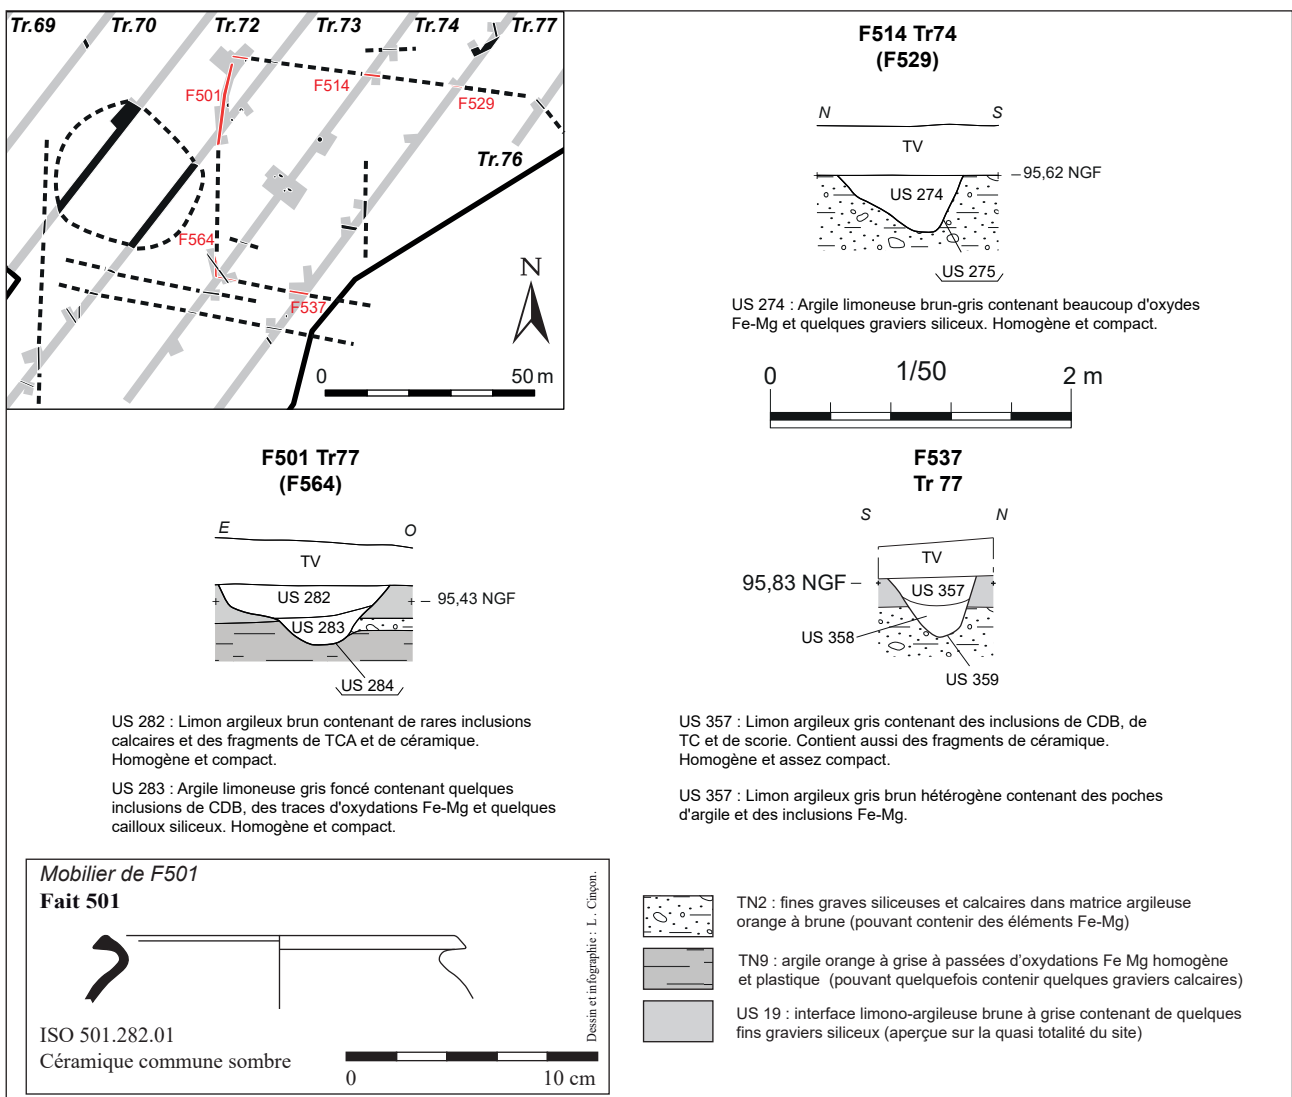 Tr.69 Tr.70 Tr.72 Tr.73 Tr.74 Tr.77
F501
F514
F529
Tr.76
F564
F537
N
0 50 m
F514 Tr74
(F529)
N S
TV
95,62 NGF
US 274
US 275
US 274 : Argile limoneuse brun-gris contenant beaucoup d'oxydes
Fe-Mg et quelques graviers siliceux. Homogène et compact.
0 1/50 2 m
F501 Tr77
(F564)
E O
TV
US 282
95,43 NGF
US 283
US 284
US 282 : Limon argileux brun contenant de rares inclusions
calcaires et des fragments de TCA et de céramique.
Homogène et compact.
US 283 : Argile limoneuse gris foncé contenant quelques
inclusions de CDB, des traces d'oxydations Fe-Mg et quelques
cailloux siliceux. Homogène et compact.
F537
Tr 77
S N
TV
95,83 NGF
US 357
US 358
US 359
US 357 : Limon argileux gris contenant des inclusions de CDB, de
TC et de scorie. Contient aussi des fragments de céramique.
Homogène et assez compact.
US 357 : Limon argileux gris brun hétérogène contenant des poches
d'argile et des inclusions Fe-Mg.
Mobilier de F501
Fait 501
ISO 501.282.01
Céramique commune sombre
0 10 cm
Dessin et infographie : L . Cinçon.
TN2 : fines graves siliceuses et calcaires dans matrice argileuse
orange à brune (pouvant contenir des éléments Fe-Mg)
TN9 : argile orange à grise à passées d'oxydations Fe Mg homogène
et plastique (pouvant quelquefois contenir quelques graviers calcaires)
US 19 : interface limono-argileuse brune à grise contenant de quelques
fins graviers siliceux (aperçue sur la quasi totalité du site)